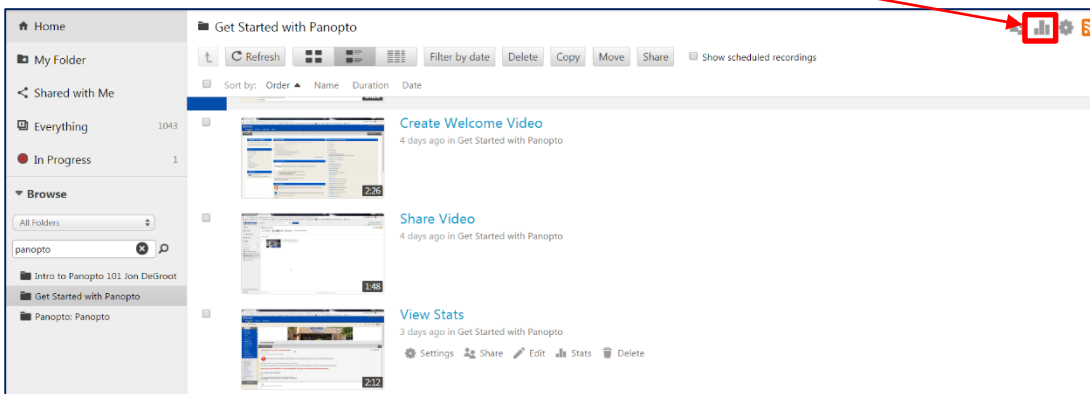 Home
My Folder
Shared with Me
Everything 1043
In Progress 1
Browse
All Folders
panopto
Intro to Panopto 101 Jon DeGroot
Get Started with Panopto
Panopto: Panopto
Get Started with Panopto
Refresh Filter by date Delete Copy Move Share Show scheduled recordings
Sort by: Order ▲ Name Duration Date
Create Welcome Video
4 days ago in Get Started with Panopto
2:26
Share Video
4 days ago in Get Started with Panopto
1:48
View Stats
3 days ago in Get Started with Panopto
Settings Share Edit Stats Delete
2:12